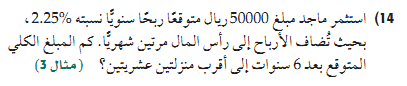 14) استثمر ماجد مبلغ 50000 ريال متوقعًا ربحًا سنويًّا نسبته 2.25%،
بحيث تُضاف الأرباح إلى رأس المال مرتين شهريًّا. كم المبلغ الكلي
المتوقع بعد 6 سنوات إلى أقرب منزلتين عشريتين؟ (مثال 3)